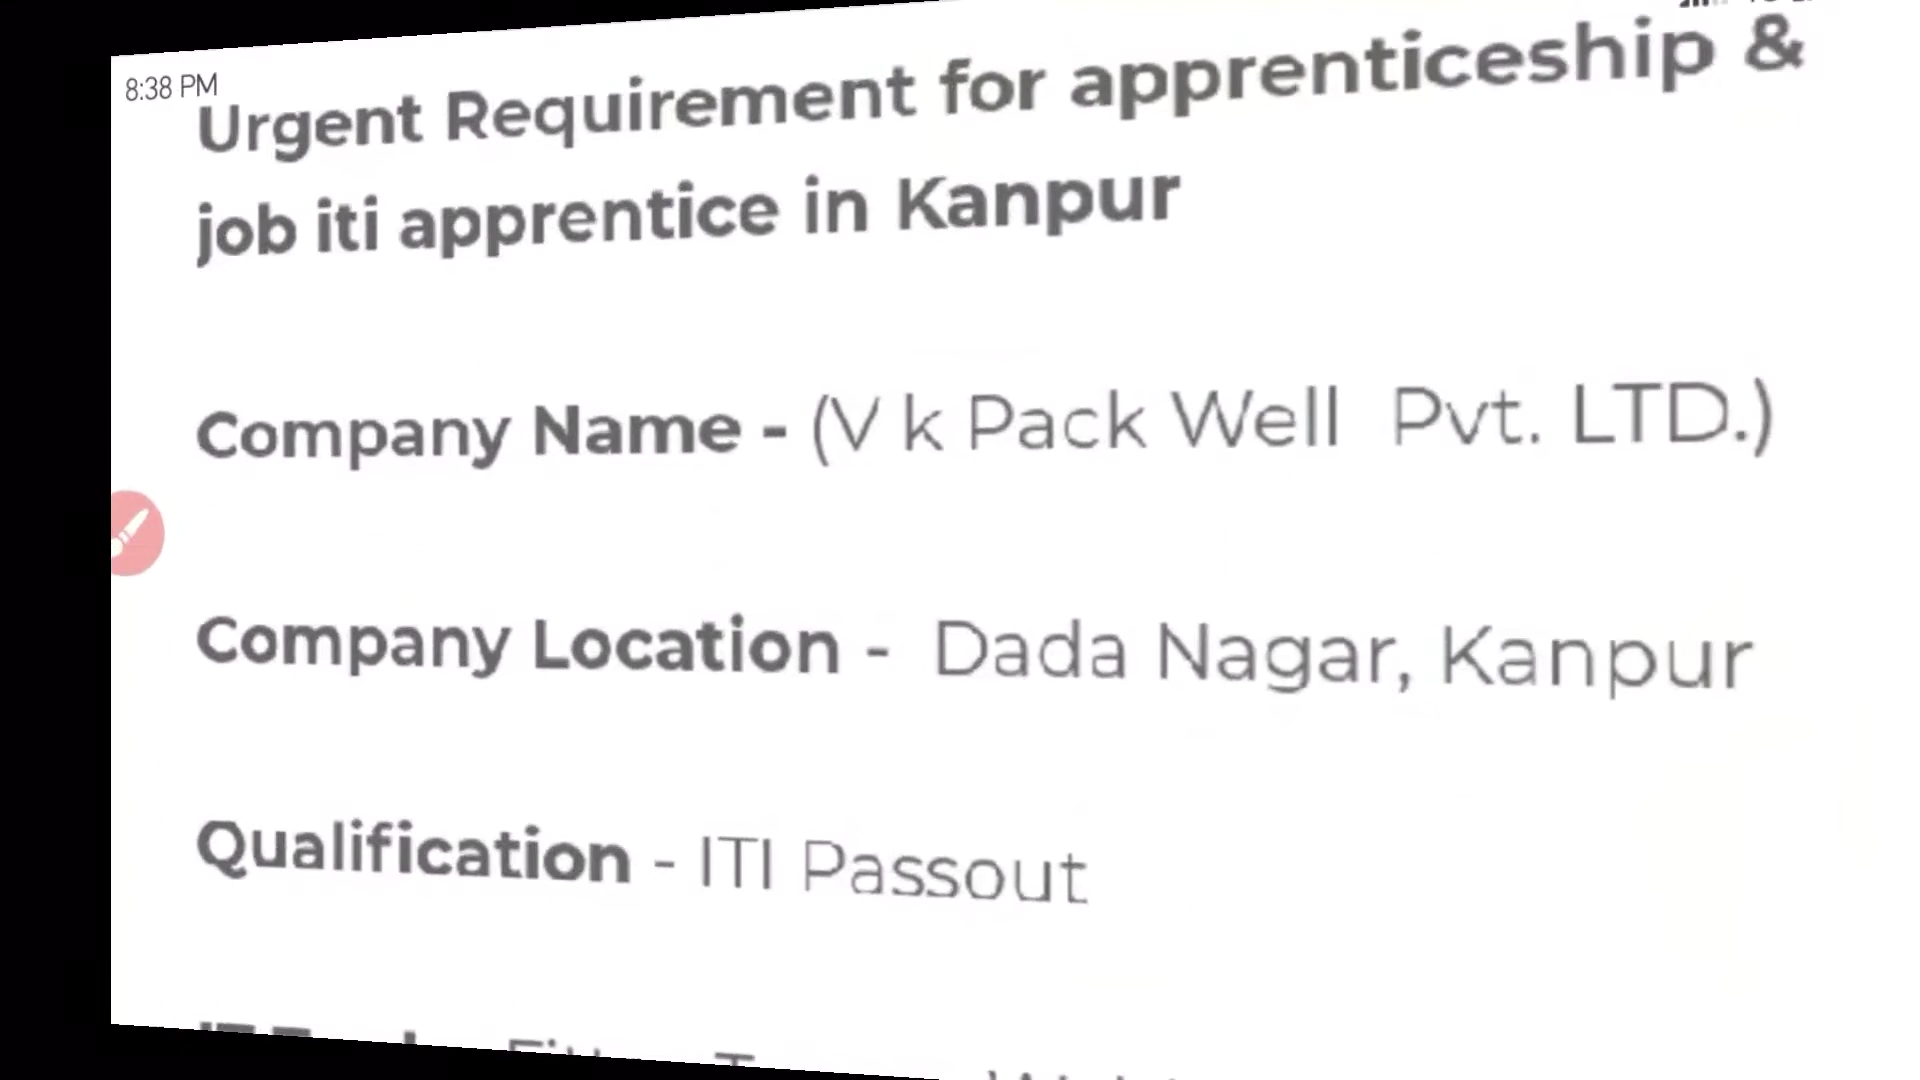 8:38 PM
Urgent Requirement for apprenticeship &
job iti apprentice in Kanpur
Company Name - (V k Pack Well Pvt. LTD.)
Company Location - Dada Nagar, Kanpur
Qualification - ITI Passout